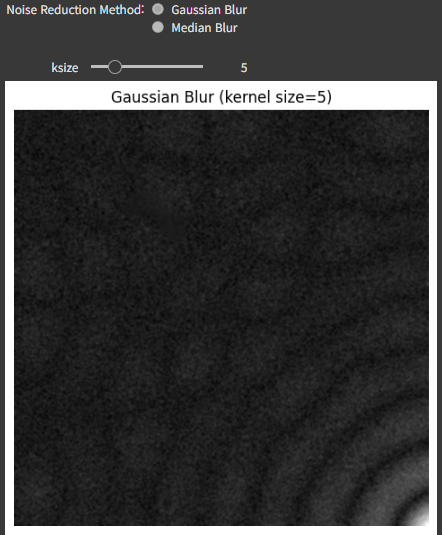 Noise Reduction Method: Gaussian Blur
Median Blur
ksize 5
Gaussian Blur (kernel size=5)